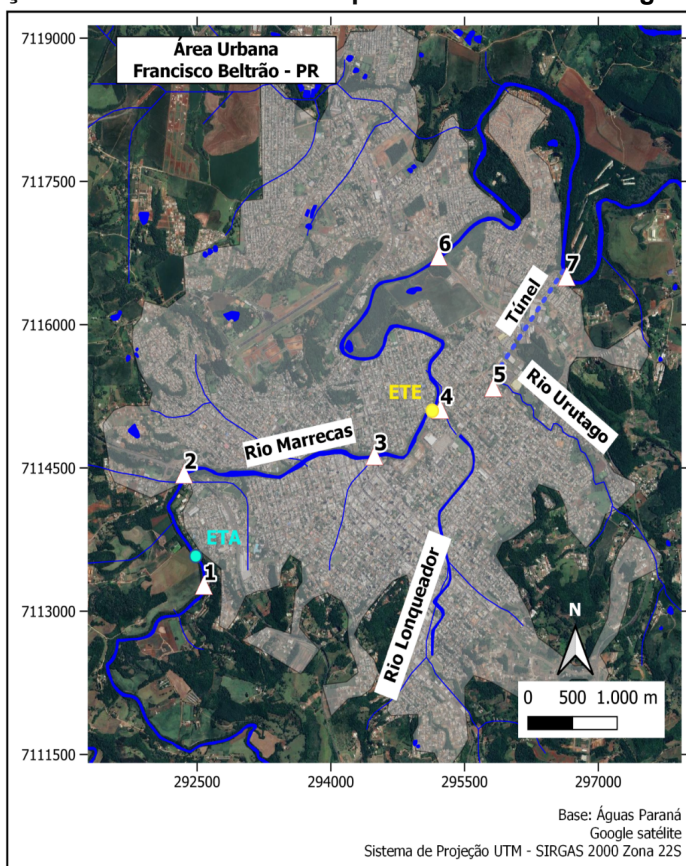 Área Urbana
Francisco Beltrão - PR
7119000
7117500
7116000
7114500
7113000
7111500
6
7
Túnel
5
Rio Urutago
ETE
4
Rio Marrecas
3
2
ETA
1
Rio Lonqueador
N
0 500 1.000 m
292500 294000 295500 297000
Base: Águas Paraná
Google satélite
Sistema de Projeção UTM - SIRGAS 2000 Zona 22S